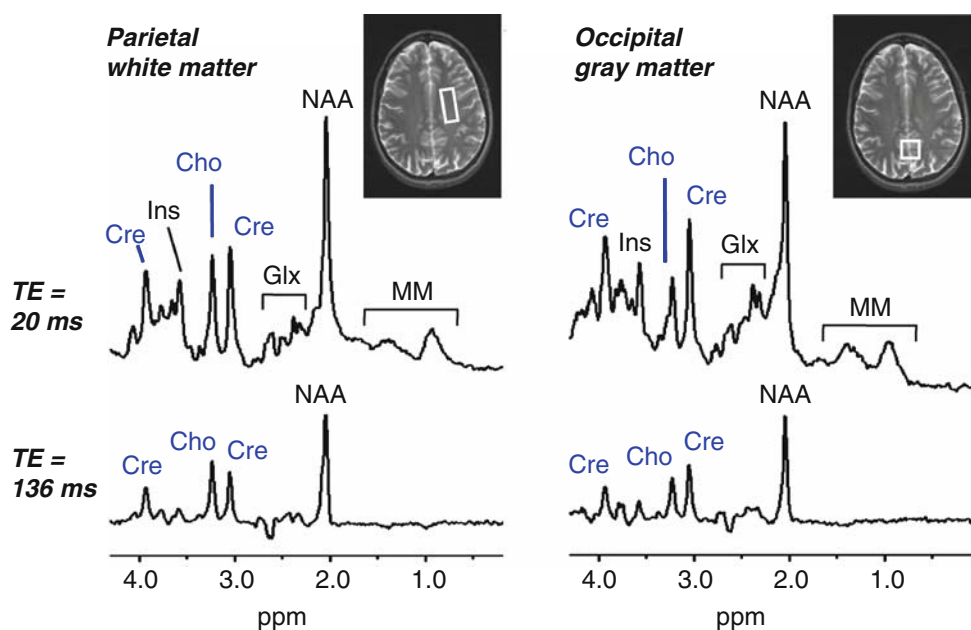 Parietal
white matter
NAA
Cho
Ins
Cre
Cre
Glx
MM
TE =
20 ms
NAA
Cho
Cre
Cre
TE =
136 ms
4.0 3.0 2.0 1.0
ppm
Occipital
gray matter
NAA
Cho
Cre
Cre
Ins
Glx
MM
NAA
Cre
Cho
Cre
4.0 3.0 2.0 1.0
ppm